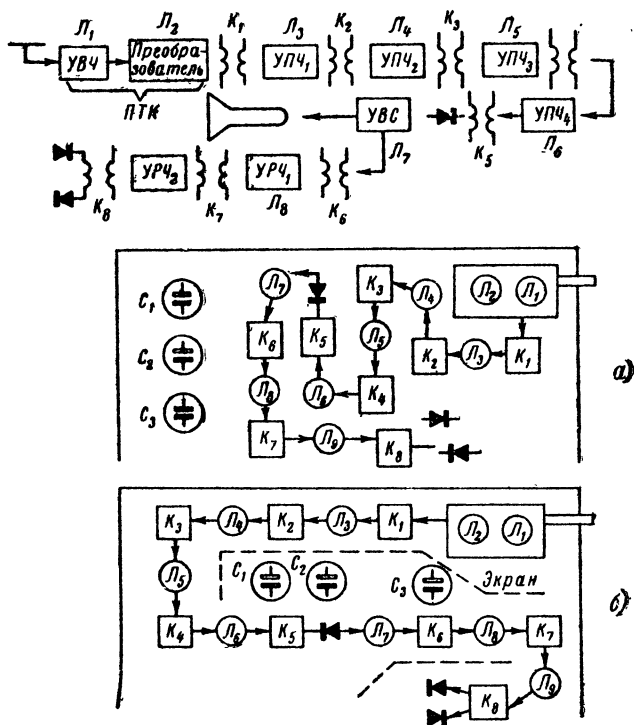 Л₁ Л₂ К₁ Л₃ К₂ Л₄ К₃ Л₅
УВЧ Преобра-зователь УПЧ₁ УПЧ₂ УПЧ₃
ПТК УВС УПЧ₄
Л₇ К₅ Л₆
УРЧ₂ УРЧ₁
К₈ К₇ Л₈ К₆
С₁ Л₇ К₃ Л₄ Л₂ Л₁
К₆ К₅ Л₅ К₂ Л₃ К₁
С₂ а)
Л₈ Л₆ К₄
С₃ К₇ Л₉ К₈
К₃ Л₄ К₂ Л₃ К₁ Л₂ Л₁
Л₅ С₁ С₂ С₃ Экран
б)
К₄ Л₆ К₅ Л₇ К₆ Л₈ К₇
Л₉
К₈